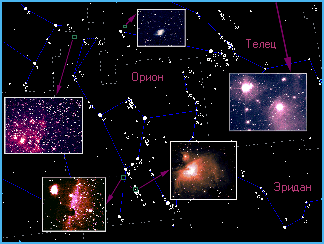 Телец
Орион
Эридан